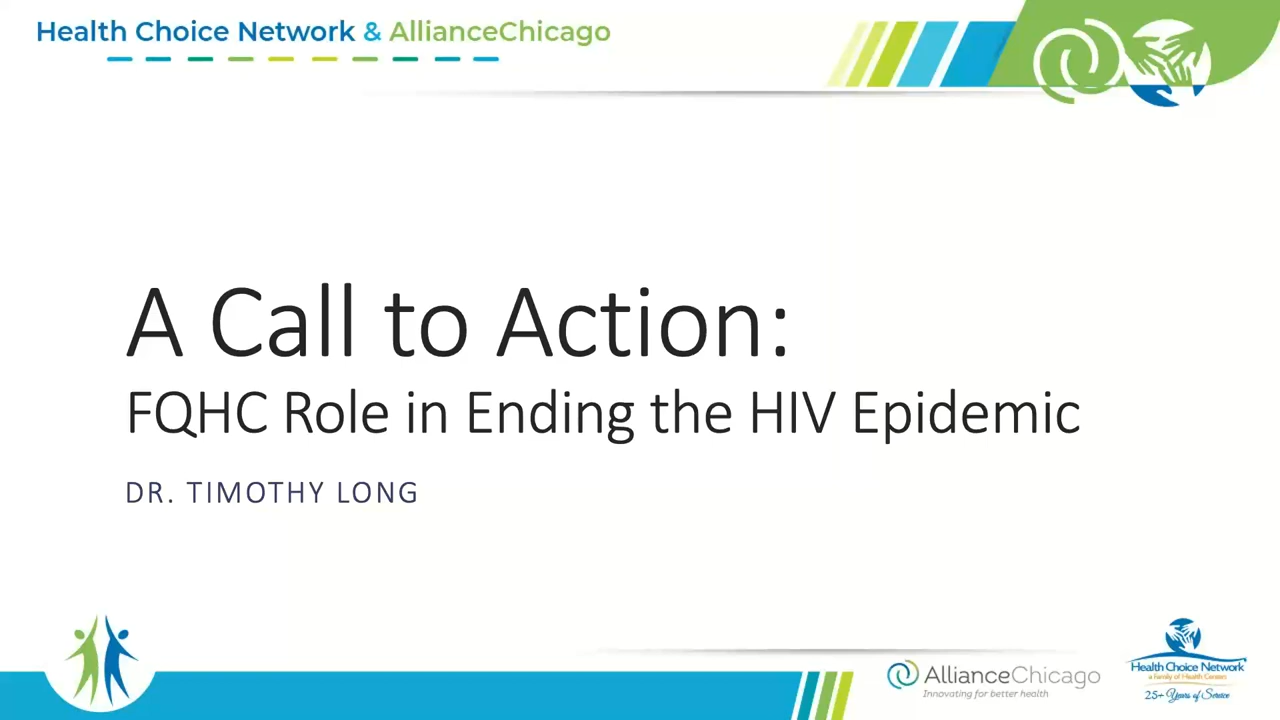 Health Choice Network & AllianceChicago
A Call to Action:
FQHC Role in Ending the HIV Epidemic
DR. TIMOTHY LONG
AllianceChicago
Innovating for better health
Health Choice Network
a Family of Health Centers
25+ Years of Service